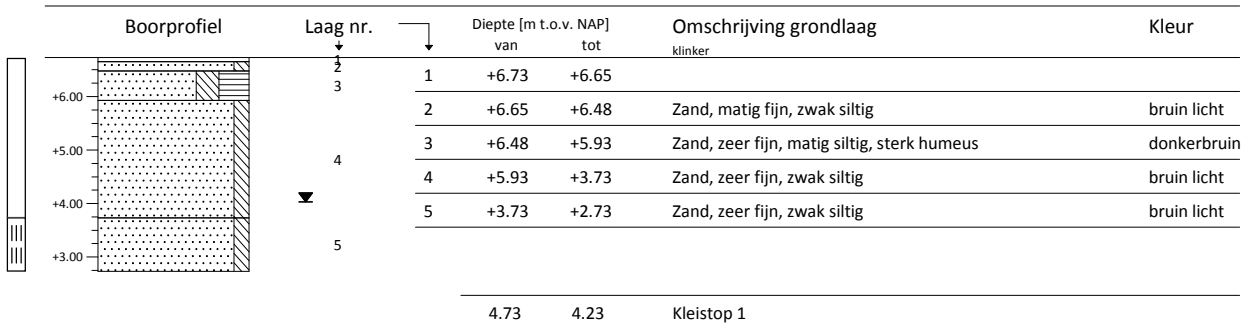 Boorprofiel Laag nr. Diepte [m t.o.v. NAP] Omschrijving grondlaag Kleur
van tot klinker
1 1 +6.73 +6.65
2 2 +6.65 +6.48 Zand, matig fijn, zwak siltig bruin licht
3 3 +6.48 +5.93 Zand, zeer fijn, matig siltig, sterk humeus donkerbruin
+6.00
4 4 +5.93 +3.73 Zand, zeer fijn, zwak siltig bruin licht
+5.00
5 5 +3.73 +2.73 Zand, zeer fijn, zwak siltig bruin licht
+4.00
+3.00
4.73 4.23 Kleistop 1